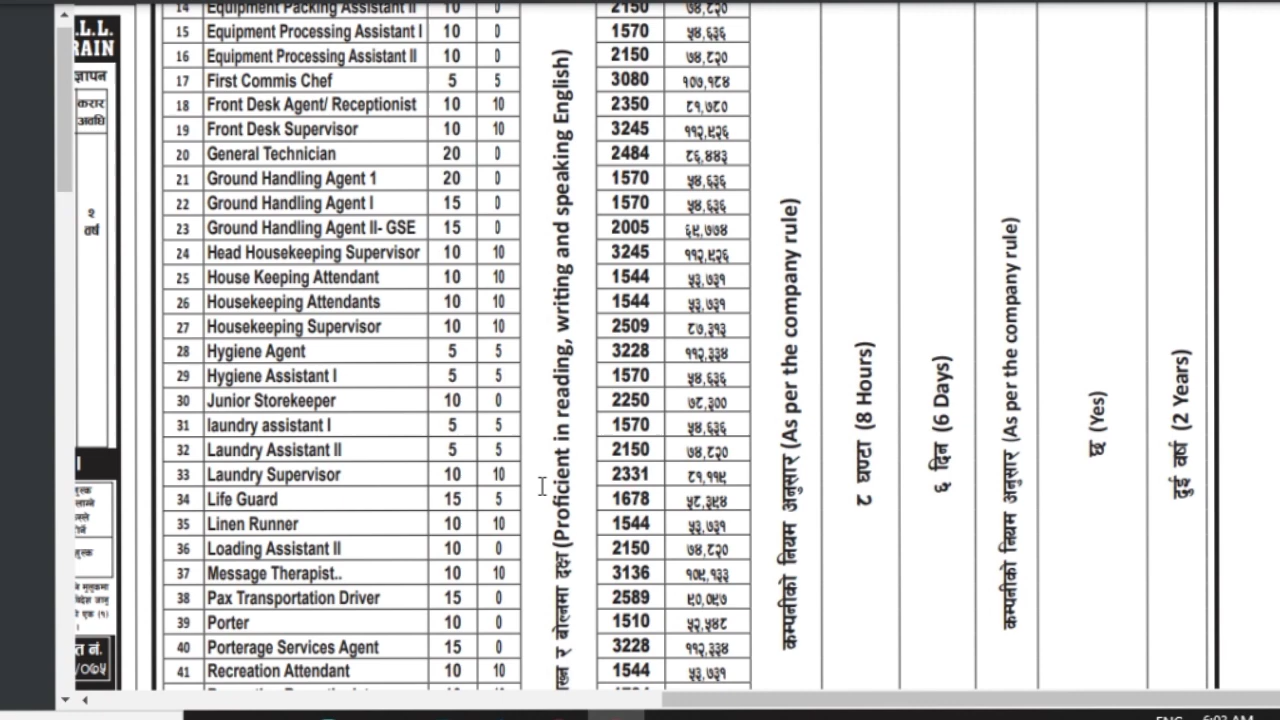 .L.L.
RAIN
ज्ञापन
करार
अवधि
२
वर्ष
14 Equipment Packing Assistant II 10 0 2150 ७४,८२०
15 Equipment Processing Assistant I 10 0 1570 ५४,६३६
16 Equipment Processing Assistant II 10 0 2150 ७४,८२०
17 First Commis Chef 5 5 3080 १०७,१८४
18 Front Desk Agent/ Receptionist 10 10 2350 ८१,७८०
19 Front Desk Supervisor 10 10 3245 ११२,९२६
20 General Technician 20 0 2484 ८६,४४३
21 Ground Handling Agent 1 20 0 1570 ५४,६३६
22 Ground Handling Agent I 15 0 1570 ५४,६३६
23 Ground Handling Agent II- GSE 15 0 2005 ६९,७७४
24 Head Housekeeping Supervisor 10 10 3245 ११२,९२६
25 House Keeping Attendant 10 10 1544 ५३,७३१
26 Housekeeping Attendants 10 10 1544 ५३,७३१
27 Housekeeping Supervisor 10 10 2509 ८७,३१३
28 Hygiene Agent 5 5 3228 ११२,३३४
29 Hygiene Assistant I 5 5 1570 ५४,६३६
30 Junior Storekeeper 10 0 2250 ७८,३००
31 laundry assistant I 5 5 1570 ५४,६३६
32 Laundry Assistant II 5 5 2150 ७४,८२०
33 Laundry Supervisor 10 10 2331 ८१,११९
34 Life Guard 15 5 1678 ५८,३९४
35 Linen Runner 10 10 1544 ५३,७३१
36 Loading Assistant II 10 0 2150 ७४,८२०
37 Message Therapist.. 10 10 3136 १०९,१३३
38 Pax Transportation Driver 15 0 2589 ९०,०९७
39 Porter 10 0 1510 ५२,५४८
40 Porterage Services Agent 15 0 3228 ११२,३३४
41 Recreation Attendant 10 10 1544 ५३,७३१
र बोल्नमा दक्ष (Proficient in reading, writing and speaking English)
कम्पनीको नियम अनुसार (As per the company rule)
८ घण्टा (8 Hours)
६ दिन (6 Days)
कम्पनीको नियम अनुसार (As per the company rule)
छ (Yes)
दुई वर्ष (2 Years)
त नं.
/०७५